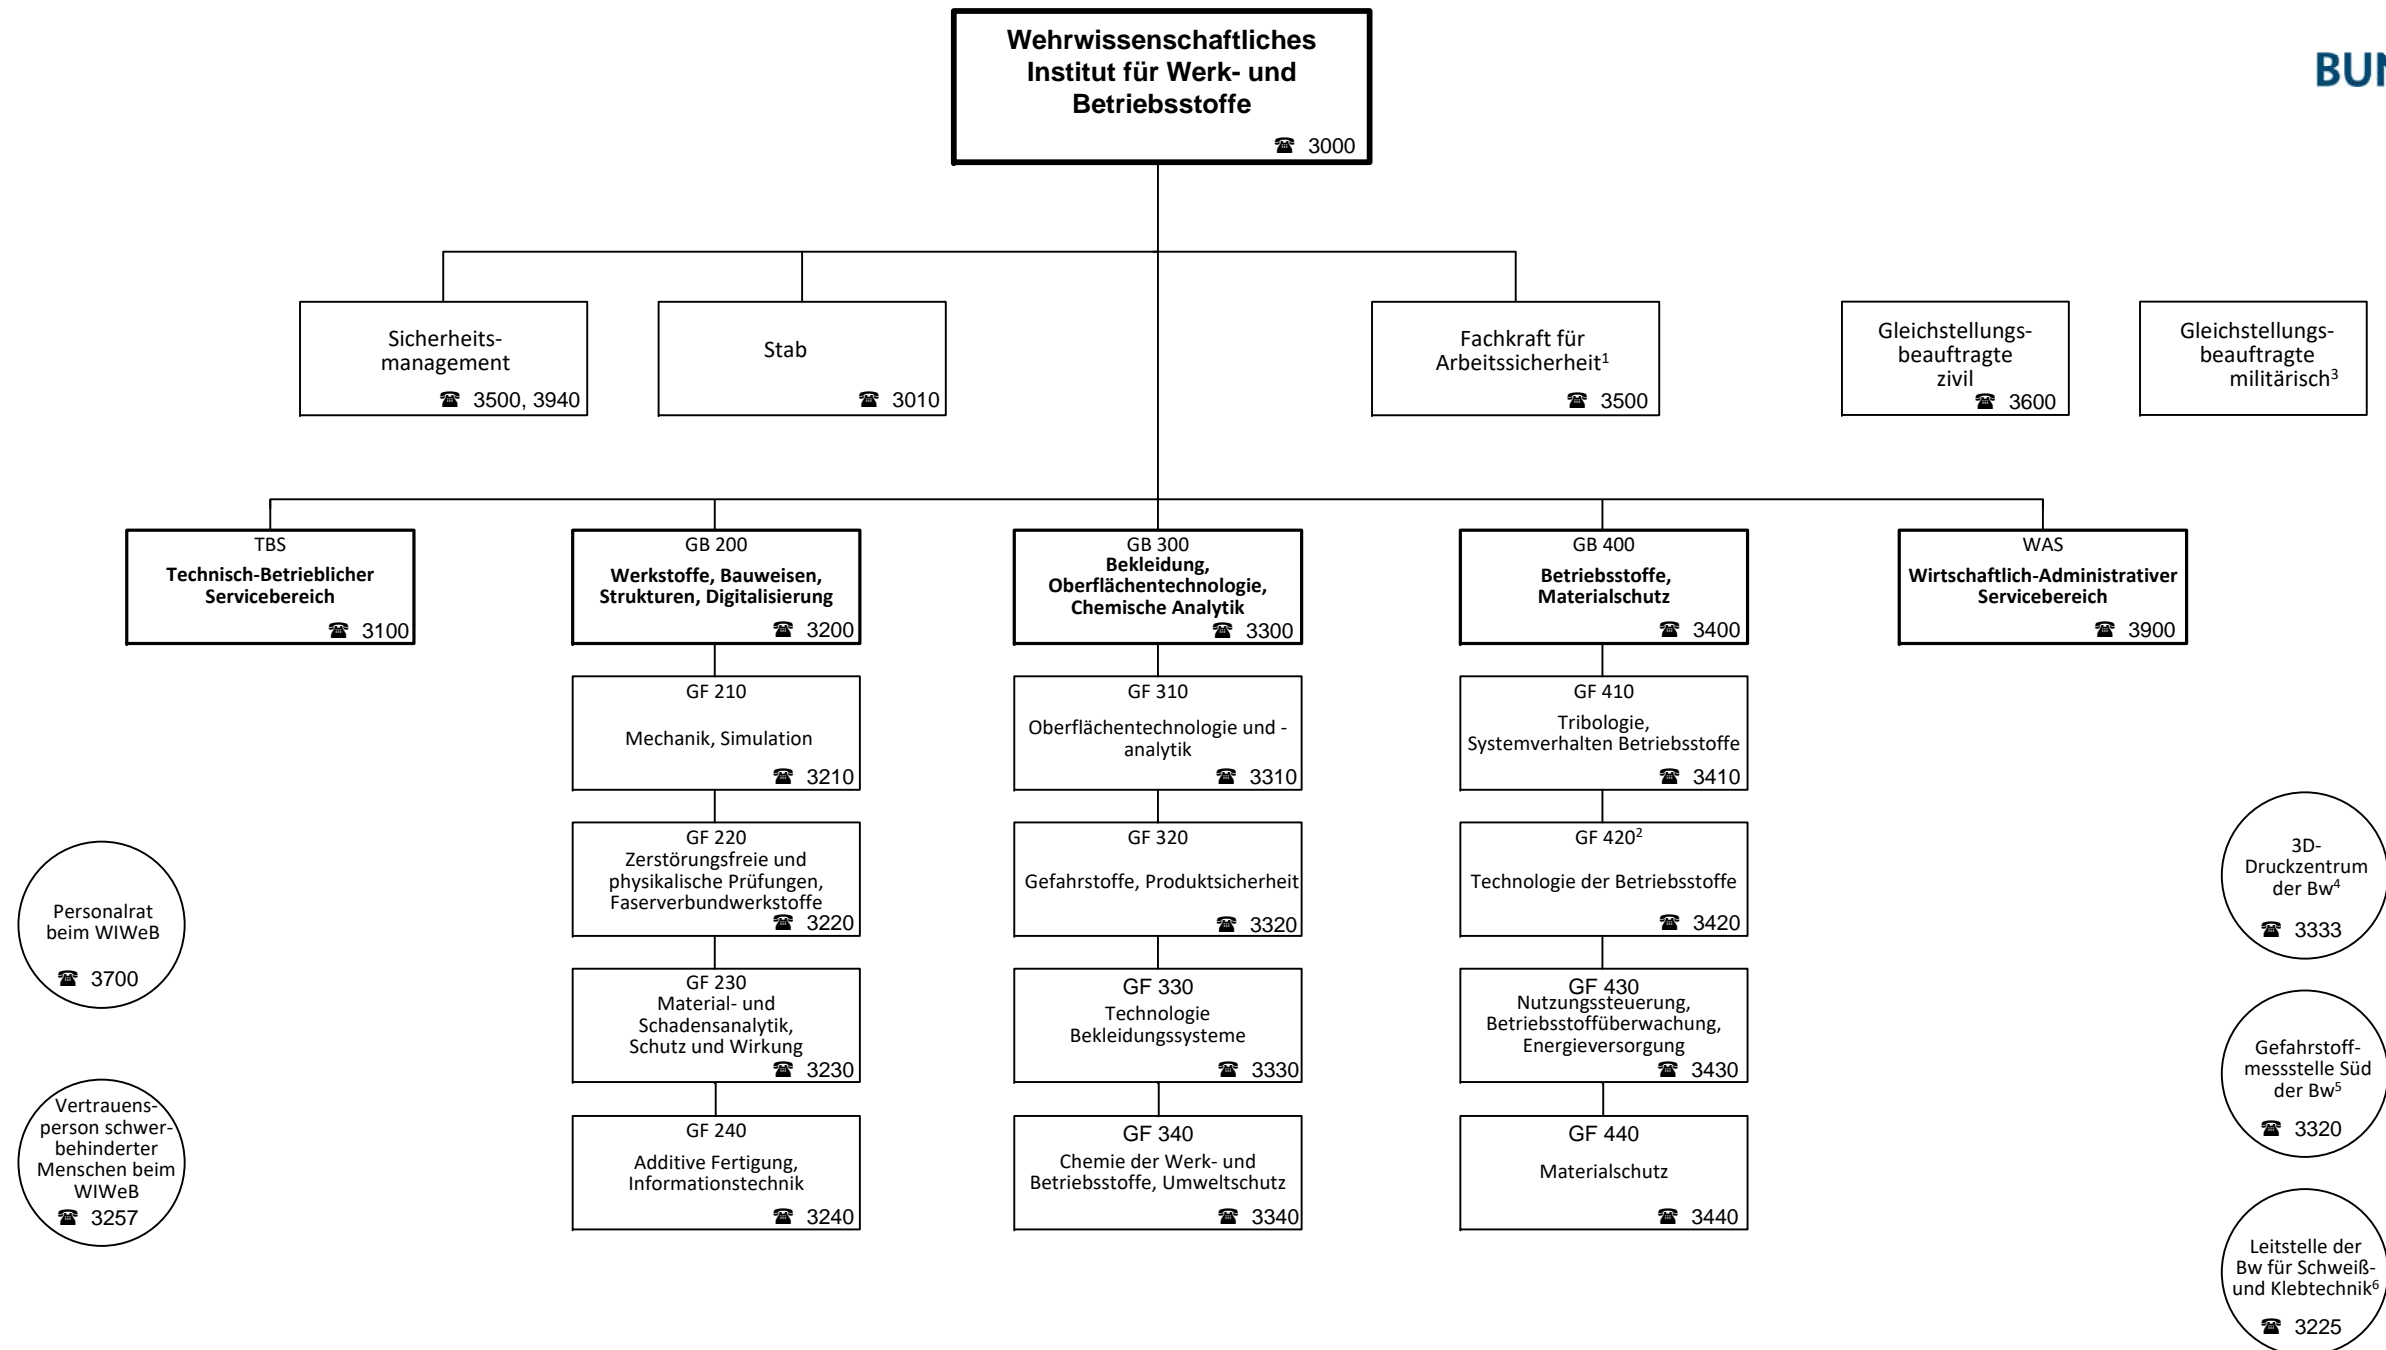 Wehrwissenschaftliches
Institut für Werk- und
Betriebsstoffe
☎ 3000
BUN
Sicherheits-
management
☎ 3500, 3940
Stab
☎ 3010
Fachkraft für
Arbeitssicherheit¹
☎ 3500
Gleichstellungs-
beauftragte
zivil
☎ 3600
Gleichstellungs-
beauftragte
militärisch³
TBS
Technisch-Betrieblicher
Servicebereich
☎ 3100
GB 200
Werkstoffe, Bauweisen,
Strukturen, Digitalisierung
☎ 3200
GB 300
Bekleidung,
Oberflächentechnologie,
Chemische Analytik
☎ 3300
GB 400
Betriebsstoffe,
Materialschutz
☎ 3400
WAS
Wirtschaftlich-Administrativer
Servicebereich
☎ 3900
GF 210
Mechanik, Simulation
☎ 3210
GF 310
Oberflächentechnologie und -
analytik
☎ 3310
GF 410
Tribologie,
Systemverhalten Betriebsstoffe
☎ 3410
GF 220
Zerstörungsfreie und
physikalische Prüfungen,
Faserverbundwerkstoffe
☎ 3220
GF 320
Gefahrstoffe, Produktsicherheit
☎ 3320
GF 420²
Technologie der Betriebsstoffe
☎ 3420
GF 230
Material- und
Schadensanalytik,
Schutz und Wirkung
☎ 3230
GF 330
Technologie
Bekleidungssysteme
☎ 3330
GF 430
Nutzungssteuerung,
Betriebsstoffüberwachung,
Energieversorgung
☎ 3430
GF 240
Additive Fertigung,
Informationstechnik
☎ 3240
GF 340
Chemie der Werk- und
Betriebsstoffe, Umweltschutz
☎ 3340
GF 440
Materialschutz
☎ 3440
Personalrat
beim WIWeB
☎ 3700
Vertrauens-
person schwer-
behinderter
Menschen beim
WIWeB
☎ 3257
3D-
Druckzentrum
der Bw⁴
☎ 3333
Gefahrstoff-
messstelle Süd
der Bw⁵
☎ 3320
Leitstelle der
Bw für Schweiß-
und Klebtechnik⁶
☎ 3225